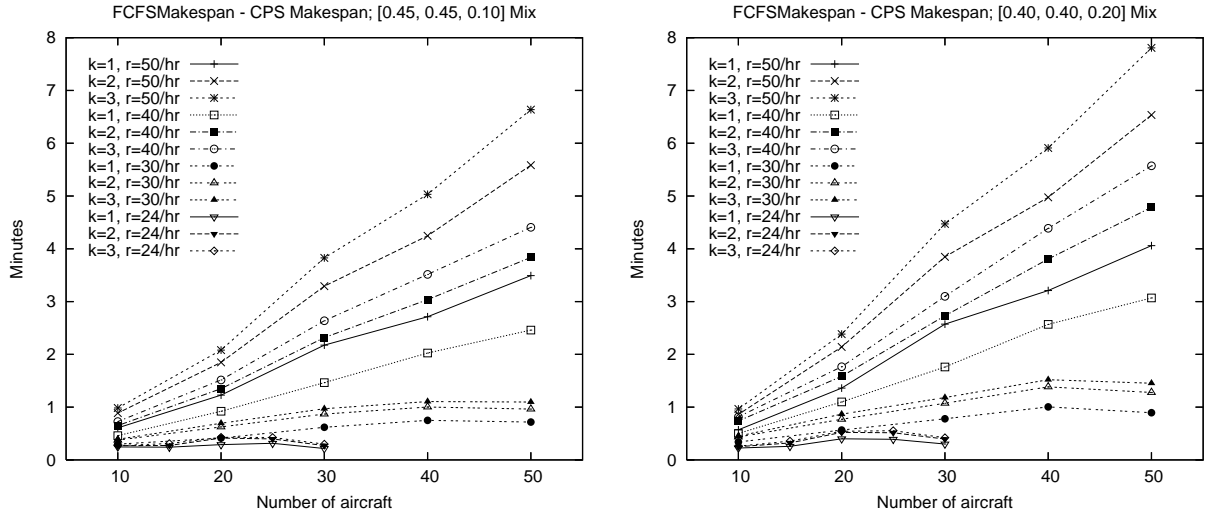 FCFSMakespan - CPS Makespan; [0.45, 0.45, 0.10] Mix
8
7
6
5
4
3
2
1
0
Minutes
k=1, r=50/hr
k=2, r=50/hr
k=3, r=50/hr
k=1, r=40/hr
k=2, r=40/hr
k=3, r=40/hr
k=1, r=30/hr
k=2, r=30/hr
k=3, r=30/hr
k=1, r=24/hr
k=2, r=24/hr
k=3, r=24/hr
10 20 30 40 50
Number of aircraft
FCFSMakespan - CPS Makespan; [0.40, 0.40, 0.20] Mix
8
7
6
5
4
3
2
1
0
Minutes
k=1, r=50/hr
k=2, r=50/hr
k=3, r=50/hr
k=1, r=40/hr
k=2, r=40/hr
k=3, r=40/hr
k=1, r=30/hr
k=2, r=30/hr
k=3, r=30/hr
k=1, r=24/hr
k=2, r=24/hr
k=3, r=24/hr
10 20 30 40 50
Number of aircraft